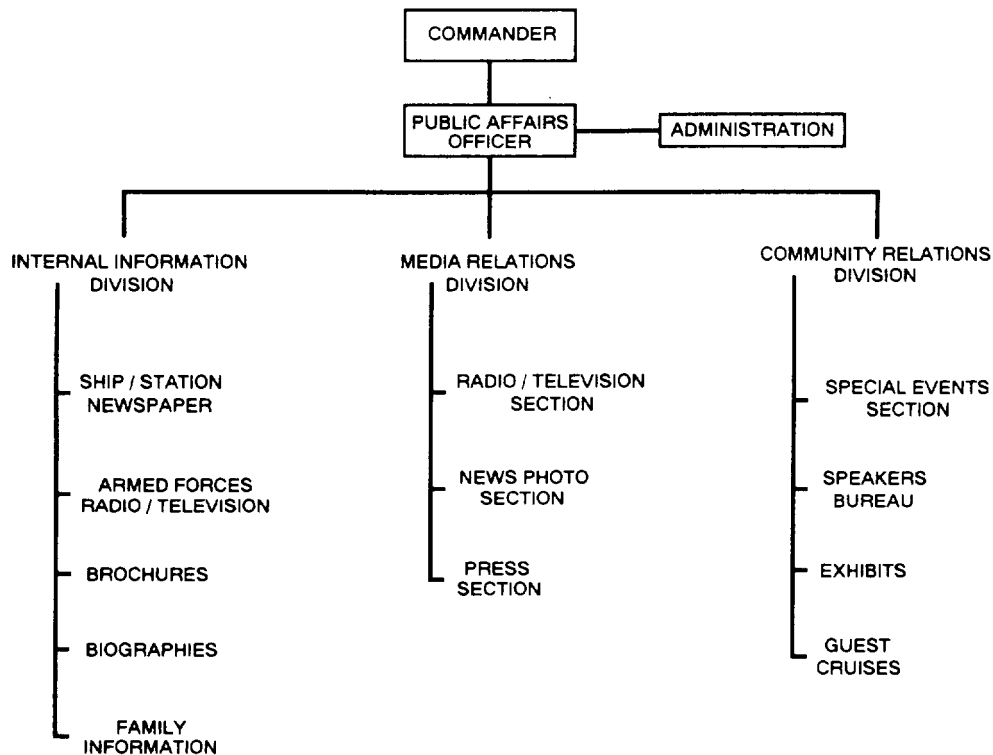 COMMANDER
PUBLIC AFFAIRS
OFFICER
ADMINISTRATION
INTERNAL INFORMATION
DIVISION
SHIP / STATION
NEWSPAPER
ARMED FORCES
RADIO / TELEVISION
BROCHURES
BIOGRAPHIES
FAMILY
INFORMATION
MEDIA RELATIONS
DIVISION
RADIO / TELEVISION
SECTION
NEWS PHOTO
SECTION
PRESS
SECTION
COMMUNITY RELATIONS
DIVISION
SPECIAL EVENTS
SECTION
SPEAKERS
BUREAU
EXHIBITS
GUEST
CRUISES